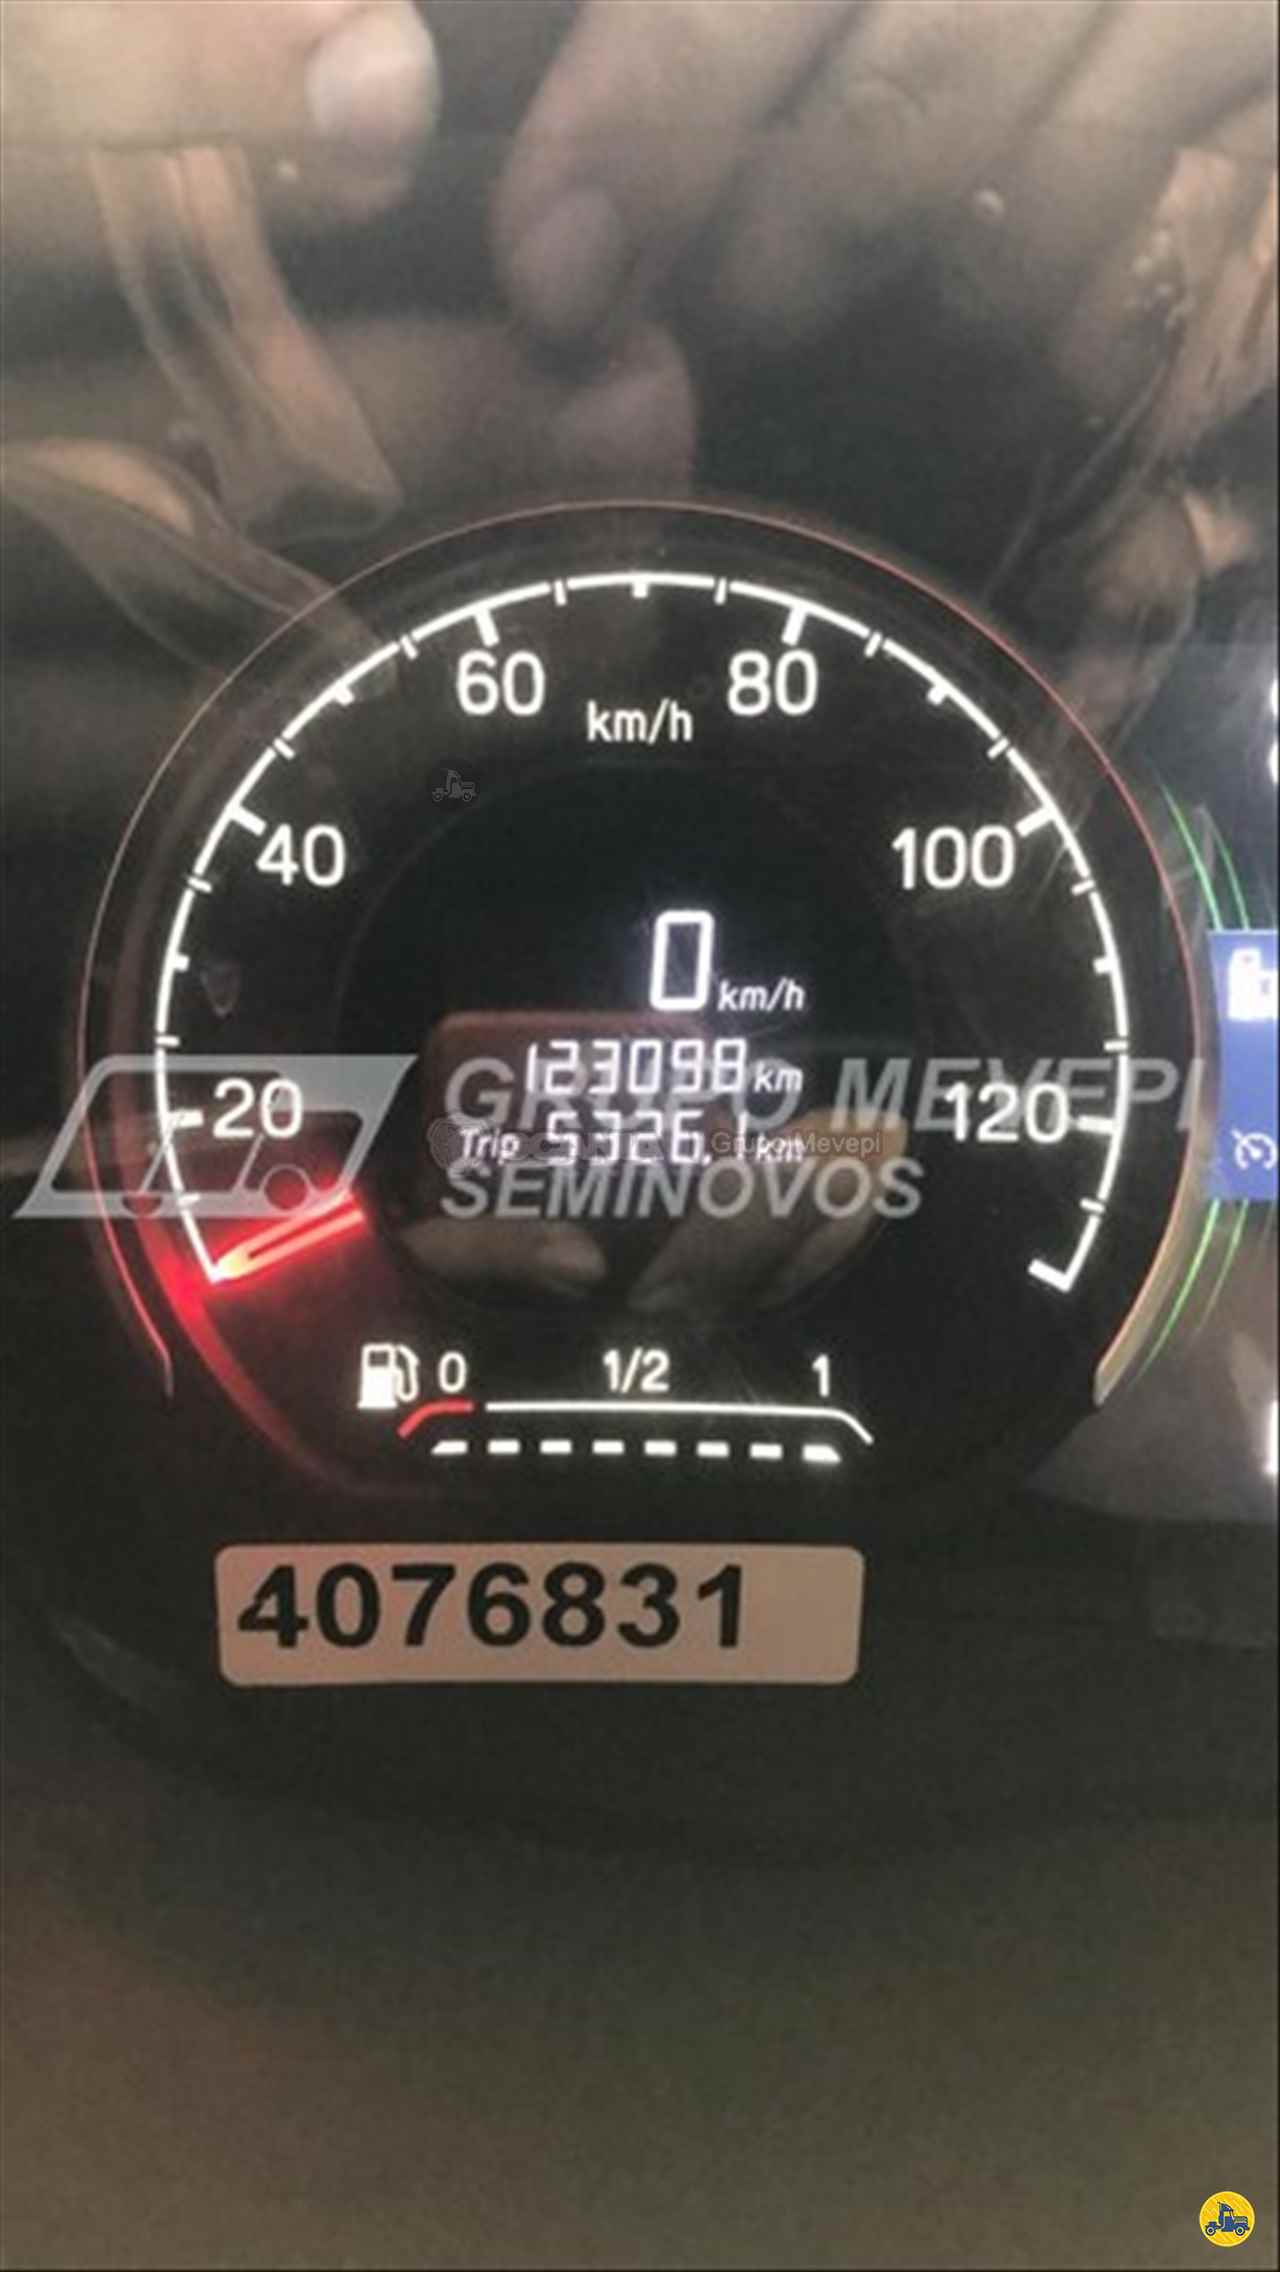 60 80
km/h
40 100
0 km/h
123098 km
GRUPO MEVEPI
20 120
Trip 5326.1 km
GrupoMevepi
SEMINOVOS
0 1/2 1
4076831